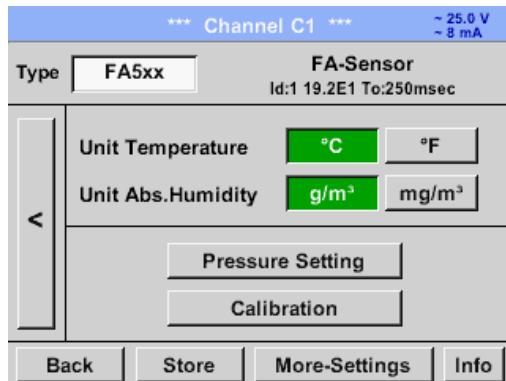 *** Channel C1 ***
~ 25.0 V
~ 8 mA
Type FA5xx FA-Sensor
Id:1 19.2E1 To:250msec
Unit Temperature °C °F
Unit Abs.Humidity g/m³ mg/m³
<
Pressure Setting
Calibration
Back Store More-Settings Info